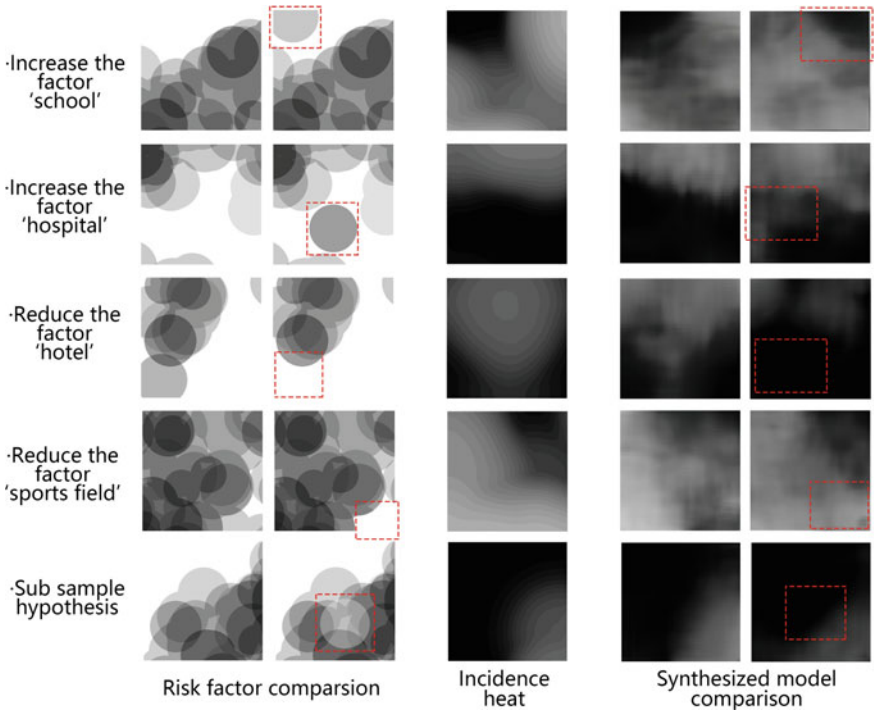 ·Increase the
factor
‘school’
·Increase the
factor
‘hospital’
·Reduce the
factor
‘hotel’
·Reduce the
factor
‘sports field’
·Sub sample
hypothesis
Risk factor comparsion
Incidence
heat
Synthesized model
comparison